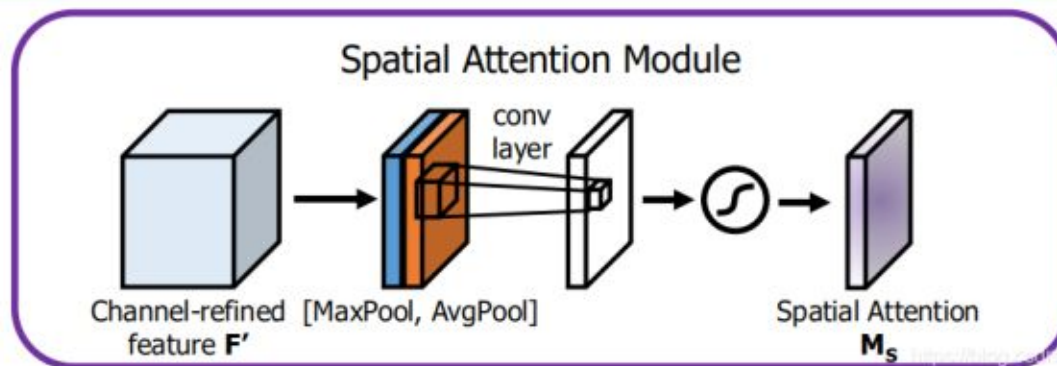 Spatial Attention Module
conv
layer
Channel-refined
feature F'
[MaxPool, AvgPool]
Spatial Attention
Ms